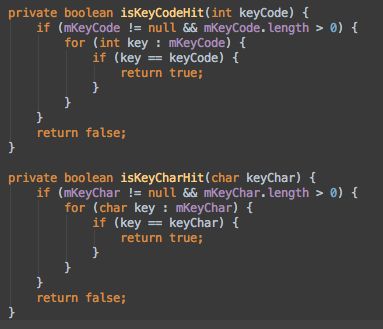 private boolean isKeyCodeHit(int keyCode) {
    if (mKeyCode != null && mKeyCode.length > 0) {
        for (int key : mKeyCode) {
            if (key == keyCode) {
                return true;
            }
        }
    }
    return false;
}

private boolean isKeyCharHit(char keyChar) {
    if (mKeyChar != null && mKeyChar.length > 0) {
        for (char key : mKeyChar) {
            if (key == keyChar) {
                return true;
            }
        }
    }
    return false;
}